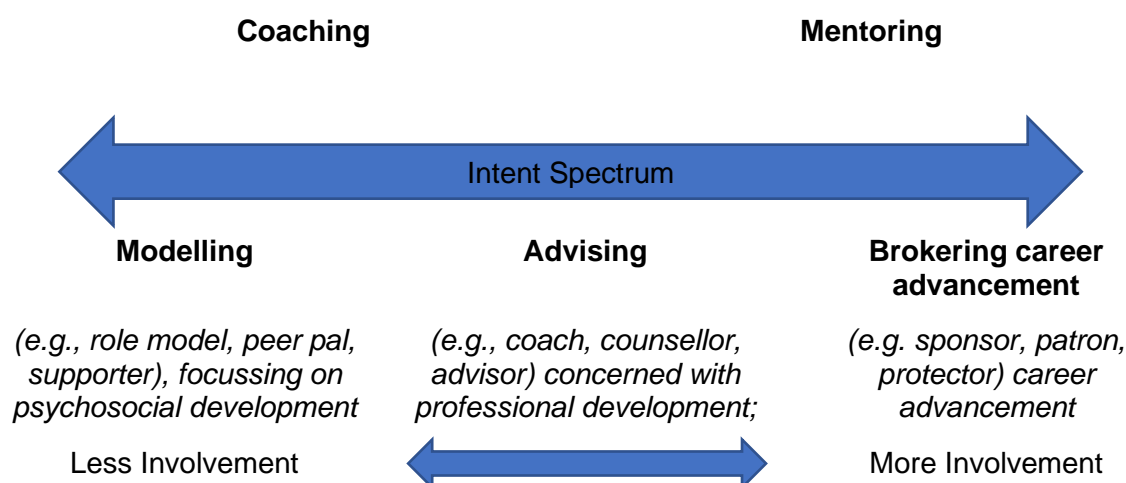 Coaching
Mentoring
Intent Spectrum
Modelling
(e.g., role model, peer pal,
supporter), focussing on
psychosocial development
Less Involvement
Advising
(e.g., coach, counsellor,
advisor) concerned with
professional development;
Brokering career
advancement
(e.g. sponsor, patron,
protector) career
advancement
More Involvement